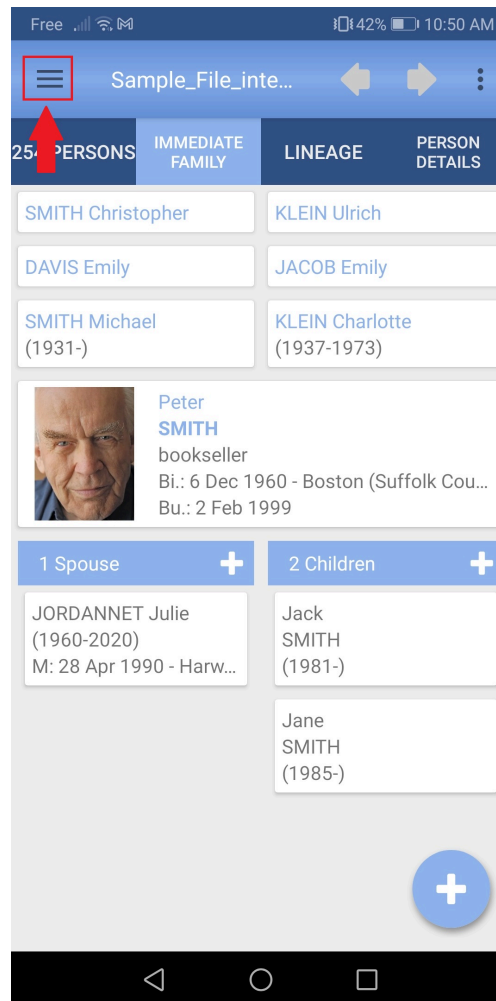 Free 42% 10:50 AM
Sample_File_inte...
254 PERSONS
IMMEDIATE
FAMILY
LINEAGE
PERSON
DETAILS
SMITH Christopher
KLEIN Ulrich
DAVIS Emily
JACOB Emily
SMITH Michael
(1931-)
KLEIN Charlotte
(1937-1973)
Peter
SMITH
bookseller
Bi.: 6 Dec 1960 - Boston (Suffolk Cou...
Bu.: 2 Feb 1999
1 Spouse
2 Children
JORDANNET Julie
(1960-2020)
M: 28 Apr 1990 - Harw...
Jack
SMITH
(1981-)
Jane
SMITH
(1985-)